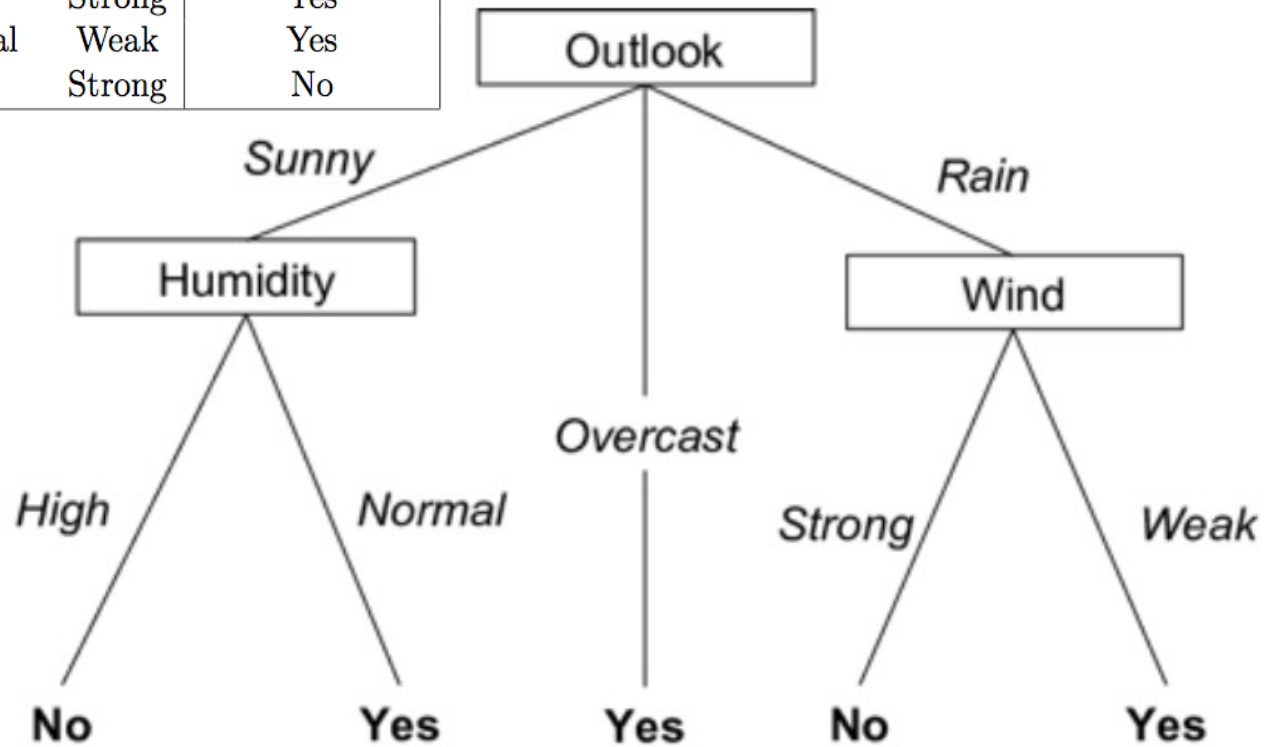 Strong Yes
al Weak Yes
Strong No
Outlook
Sunny
Rain
Humidity
Wind
Overcast
High
Normal
Strong
Weak
No Yes Yes No Yes